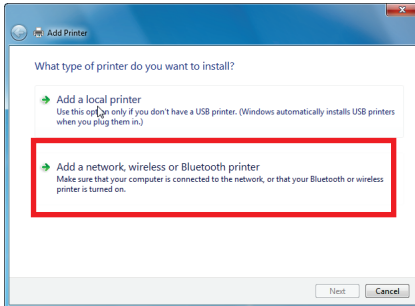 Add Printer
What type of printer do you want to install?
Add a local printer
Use this option only if you don't have a USB printer. (Windows automatically installs USB printers
when you plug them in.)
Add a network, wireless or Bluetooth printer
Make sure that your computer is connected to the network, or that your Bluetooth or wireless
printer is turned on.
Next Cancel